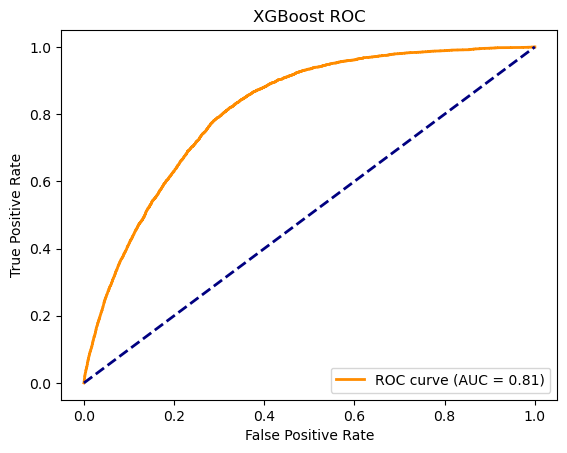 XGBoost ROC
True Positive Rate
1.0
0.8
0.6
0.4
0.2
0.0
ROC curve (AUC = 0.81)
0.0 0.2 0.4 0.6 0.8 1.0
False Positive Rate